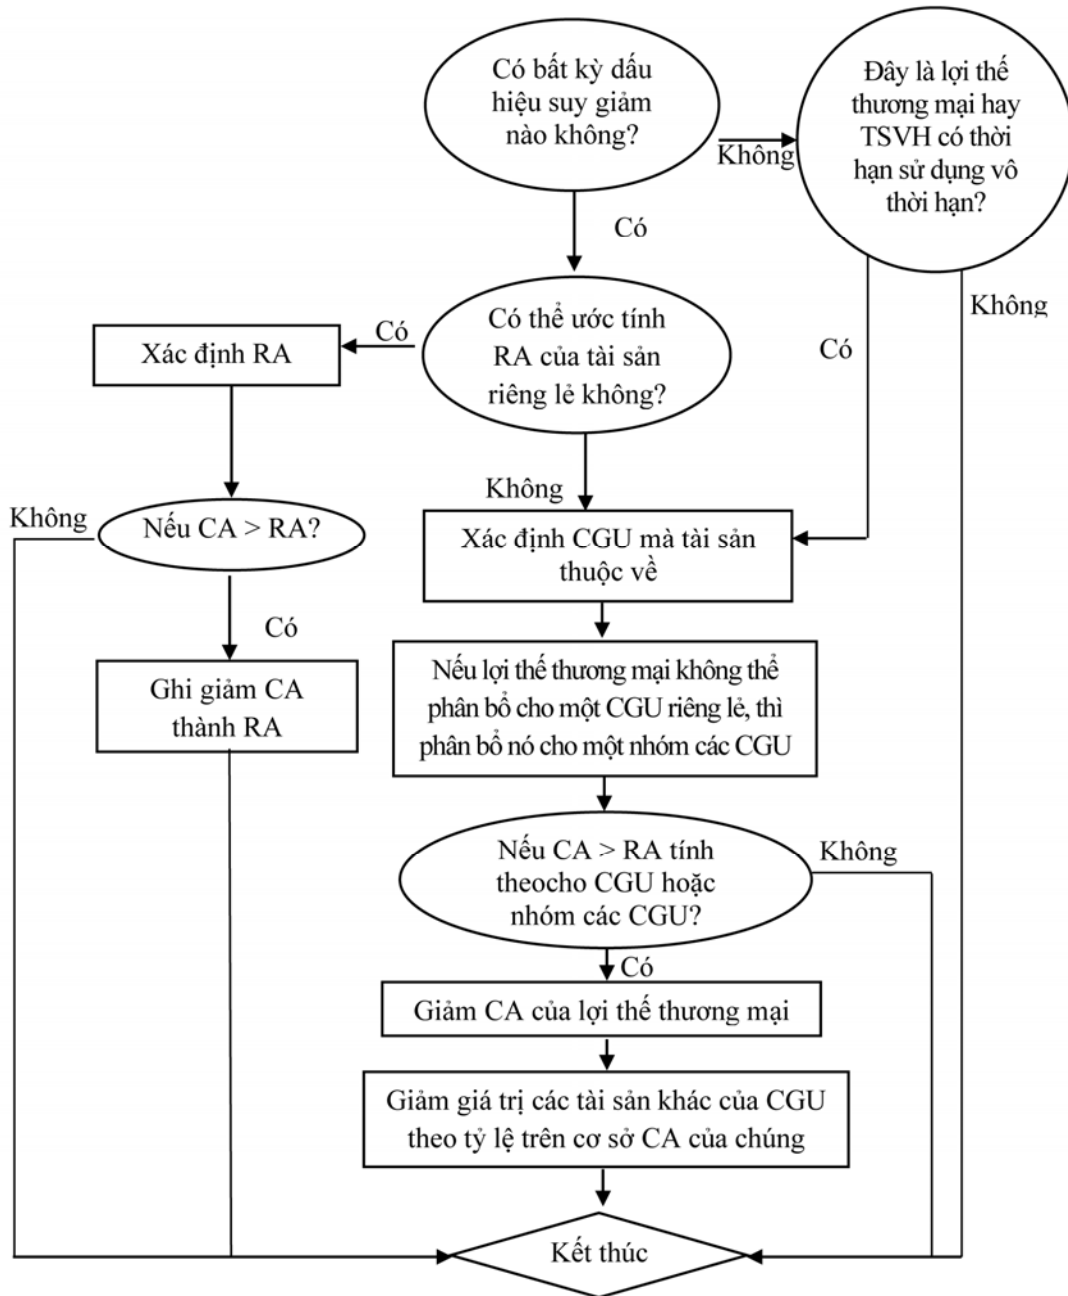 Có bất kỳ dấu
hiệu suy giảm
nào không?
Không
Đây là lợi thế
thương mại hay
TSVH có thời
hạn sử dụng vô
thời hạn?
Có
Không
Có
Có thể ước tính
RA của tài sản
riêng lẻ không?
Có
Xác định RA
Không
Nếu CA > RA?
Không
Có
Ghi giảm CA
thành RA
Xác định CGU mà tài sản
thuộc về
Nếu lợi thế thương mại không thể
phân bổ cho một CGU riêng lẻ, thì
phân bổ nó cho một nhóm các CGU
Nếu CA > RA tính
theocho CGU hoặc
nhóm các CGU?
Không
Có
Giảm CA của lợi thế thương mại
Giảm giá trị các tài sản khác của CGU
theo tỷ lệ trên cơ sở CA của chúng
Kết thúc